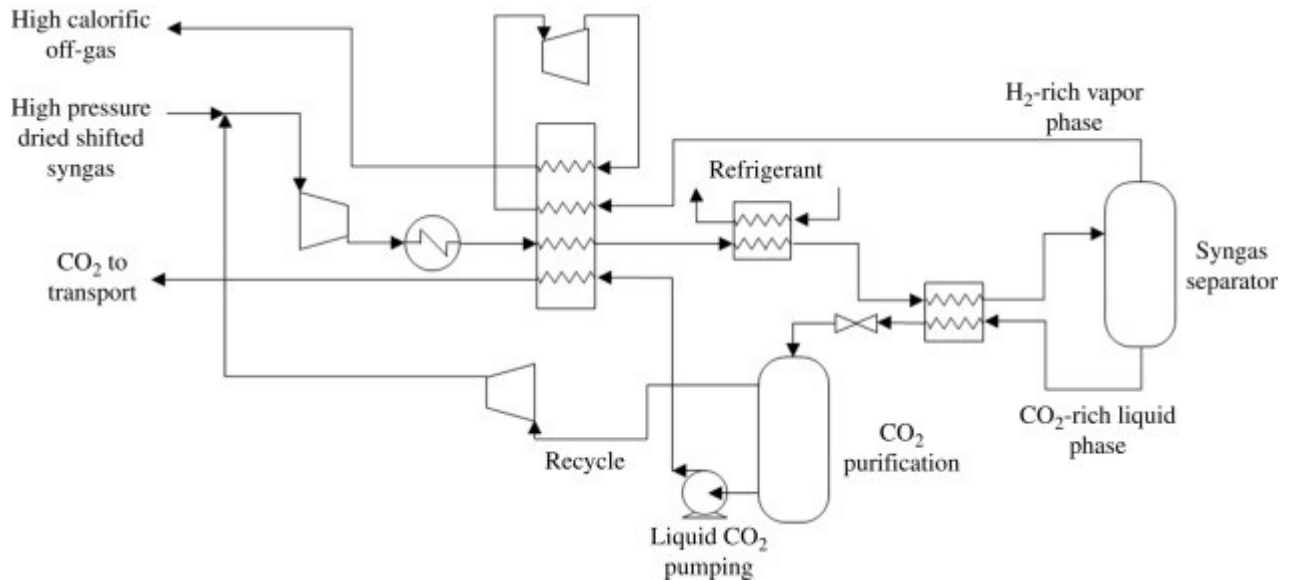 High calorific
off-gas
High pressure
dried shifted
syngas
H₂-rich vapor
phase
Refrigerant
CO₂ to
transport
Syngas
separator
CO₂-rich liquid
phase
CO₂
purification
Recycle
Liquid CO₂
pumping